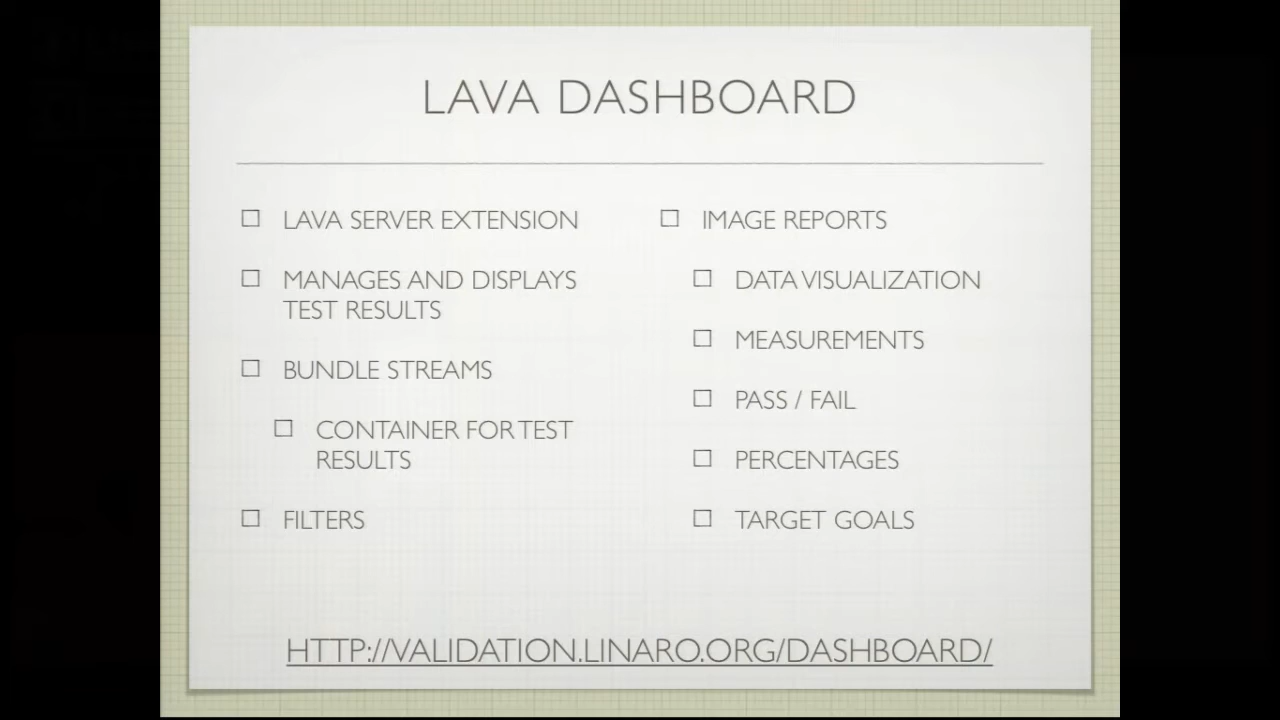 LAVA DASHBOARD
LAVA SERVER EXTENSION
MANAGES AND DISPLAYS
TEST RESULTS
BUNDLE STREAMS
CONTAINER FOR TEST
RESULTS
FILTERS
IMAGE REPORTS
DATA VISUALIZATION
MEASUREMENTS
PASS / FAIL
PERCENTAGES
TARGET GOALS
HTTP://VALIDATION.LINARO.ORG/DASHBOARD/